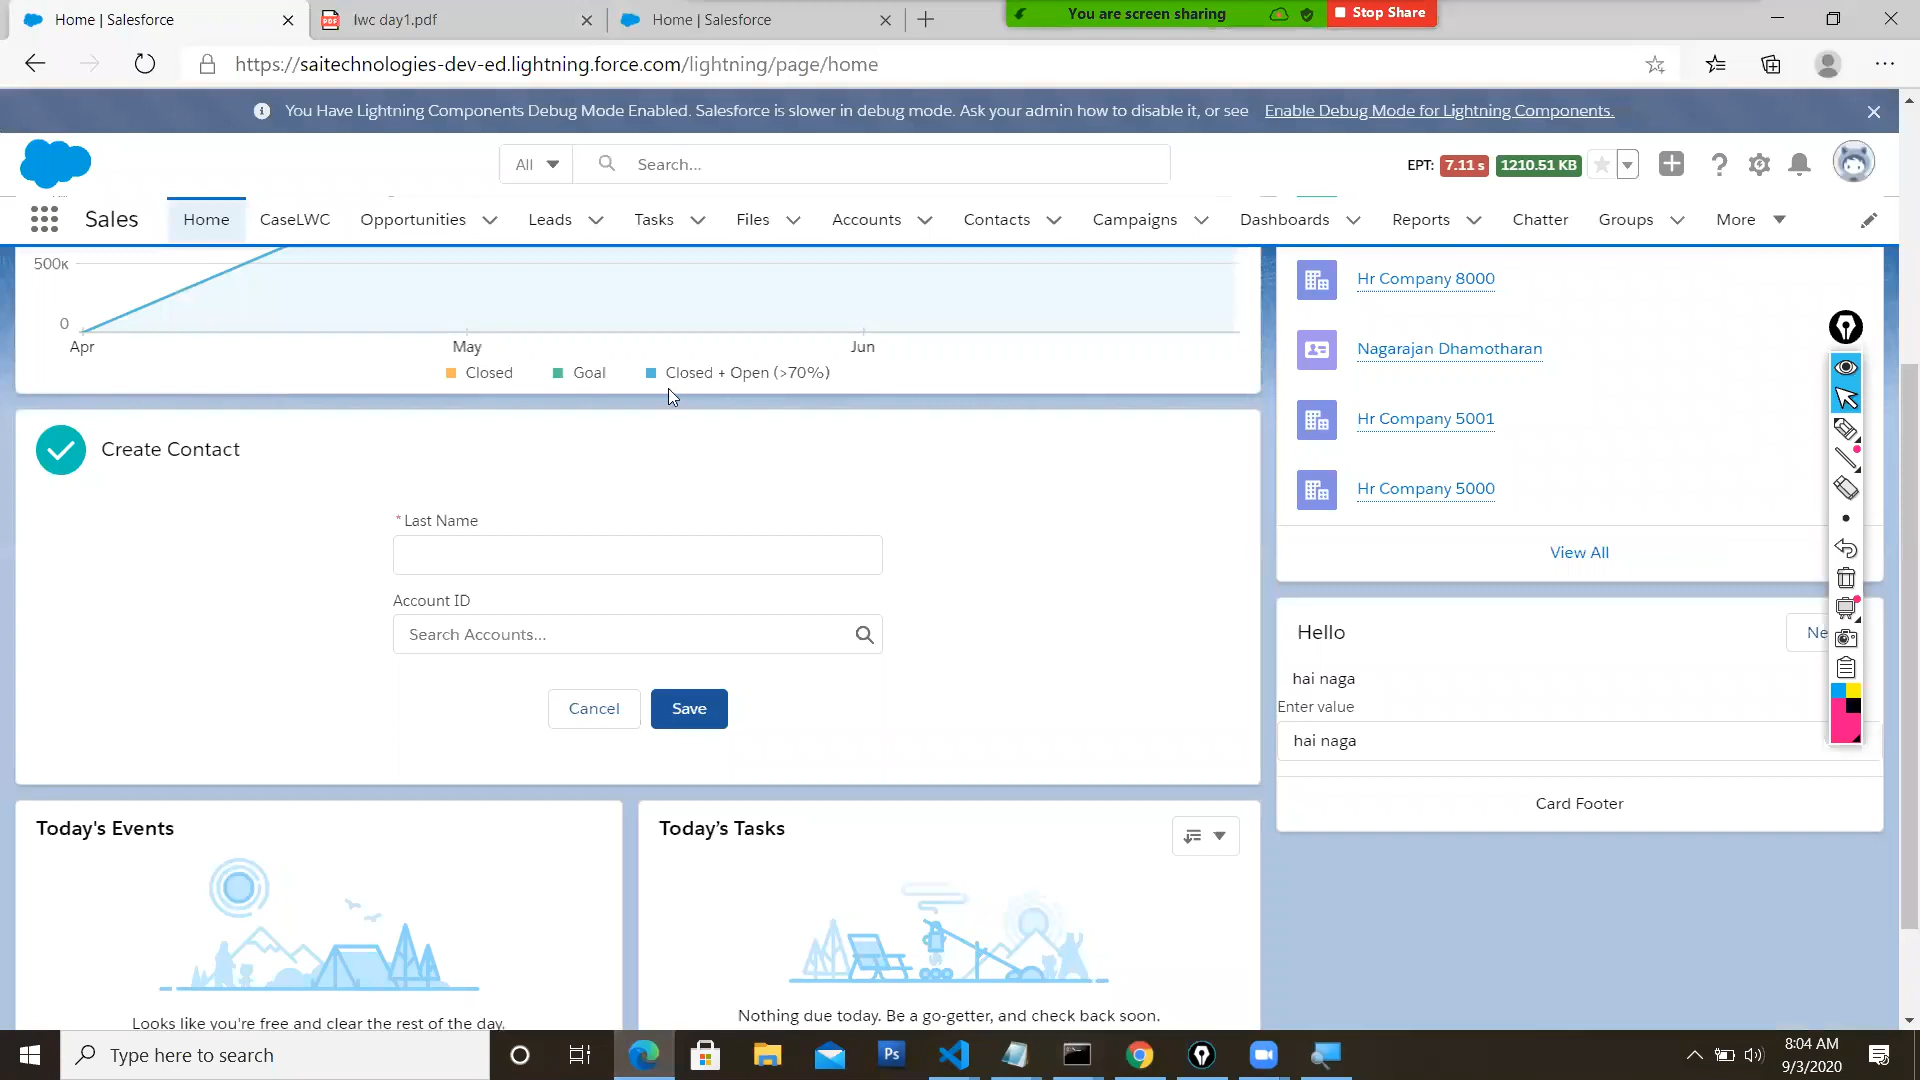 Home | Salesforce
lwc day1.pdf
Home | Salesforce
You are screen sharing
Stop Share
https://saitechnologies-dev-ed.lightning.force.com/lightning/page/home
You Have Lightning Components Debug Mode Enabled. Salesforce is slower in debug mode. Ask your admin how to disable it, or see Enable Debug Mode for Lightning Components.
All
Search...
EPT: 7.11 s 1210.51 KB
Sales
Home
CaseLWC
Opportunities
Leads
Tasks
Files
Accounts
Contacts
Campaigns
Dashboards
Reports
Chatter
Groups
More
500K
0
Apr
May
Jun
Closed
Goal
Closed + Open (>70%)
Create Contact
*Last Name
Account ID
Search Accounts...
Cancel
Save
Today's Events
Looks like you're free and clear the rest of the day.
Today's Tasks
Nothing due today. Be a go-getter, and check back soon.
Hr Company 8000
Nagarajan Dhamotharan
Hr Company 5001
Hr Company 5000
View All
Hello
Ne
hai naga
Enter value
hai naga
Card Footer
Type here to search
Ps
8:04 AM
9/3/2020